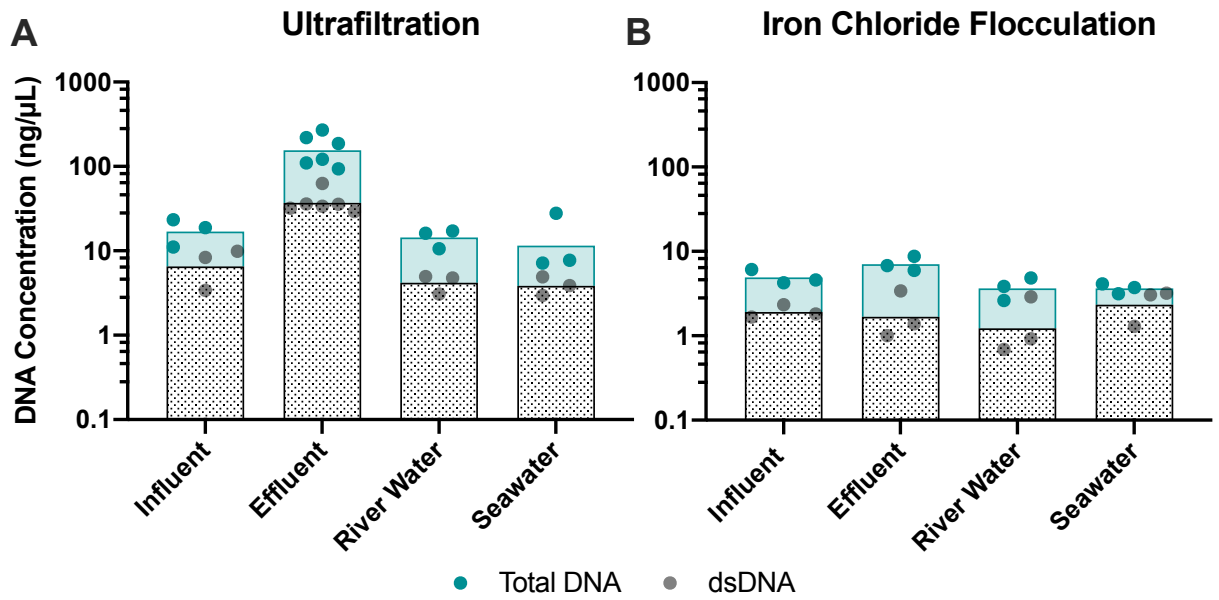 A
Ultrafiltration
B
Iron Chloride Flocculation
DNA Concentration (ng/µL)
1000
100
10
1
0.1
Influent
Effluent
River Water
Seawater
1000
100
10
1
0.1
Influent
Effluent
River Water
Seawater
Total DNA
dsDNA